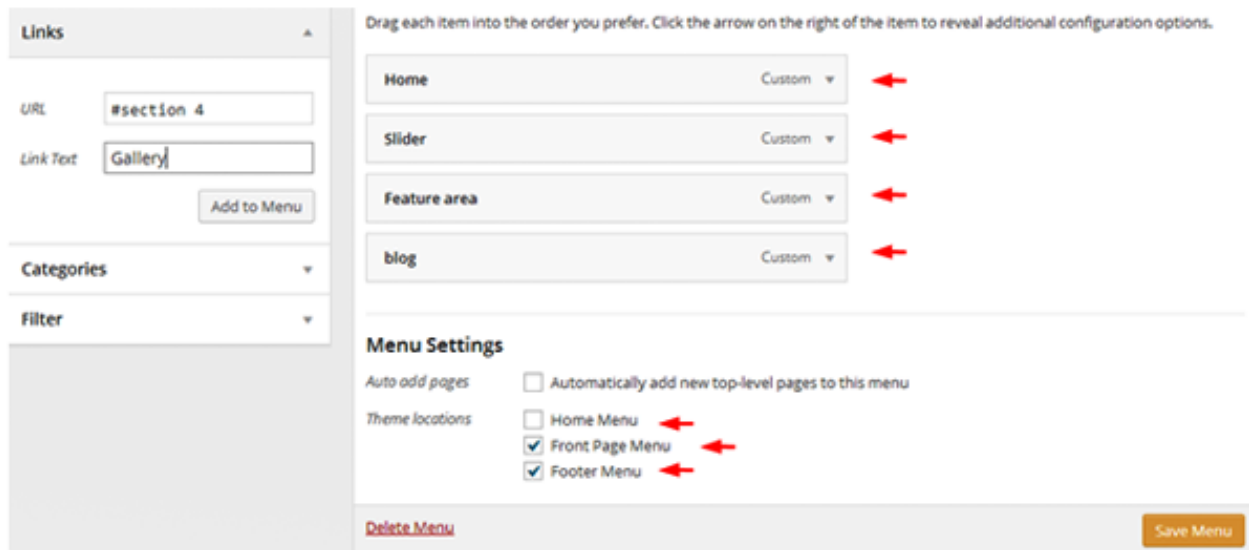 Links
URL
#section 4
Link Text
Gallery
Add to Menu
Categories
Filter
Drag each item into the order you prefer. Click the arrow on the right of the item to reveal additional configuration options.
Home Custom
Slider Custom
Feature area Custom
blog Custom
Menu Settings
Auto add pages Automatically add new top-level pages to this menu
Theme locations Home Menu
Front Page Menu
Footer Menu
Delete Menu
Save Menu